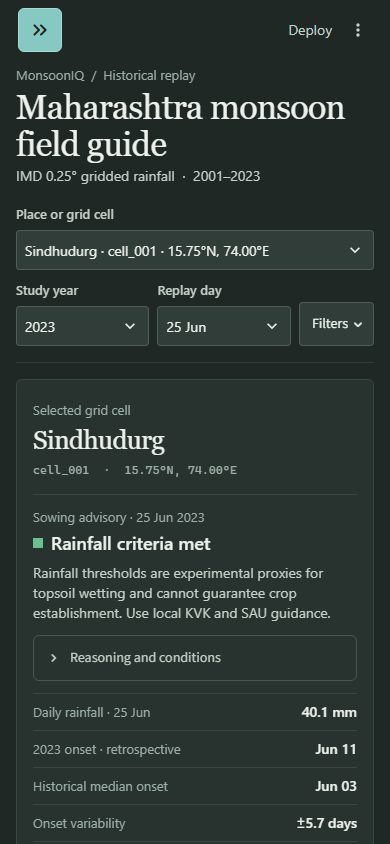 Deploy
MonsoonIQ / Historical replay
Maharashtra monsoon
field guide
IMD 0.25° gridded rainfall · 2001–2023
Place or grid cell
Sindhudurg · cell_001 · 15.75°N, 74.00°E
Study year
Replay day
2023
25 Jun
Filters
Selected grid cell
Sindhudurg
cell_001 · 15.75°N, 74.00°E
Sowing advisory · 25 Jun 2023
Rainfall criteria met
Rainfall thresholds are experimental proxies for
topsoil wetting and cannot guarantee crop
establishment. Use local KVK and SAU guidance.
Reasoning and conditions
Daily rainfall · 25 Jun 40.1 mm
2023 onset · retrospective Jun 11
Historical median onset Jun 03
Onset variability ±5.7 days